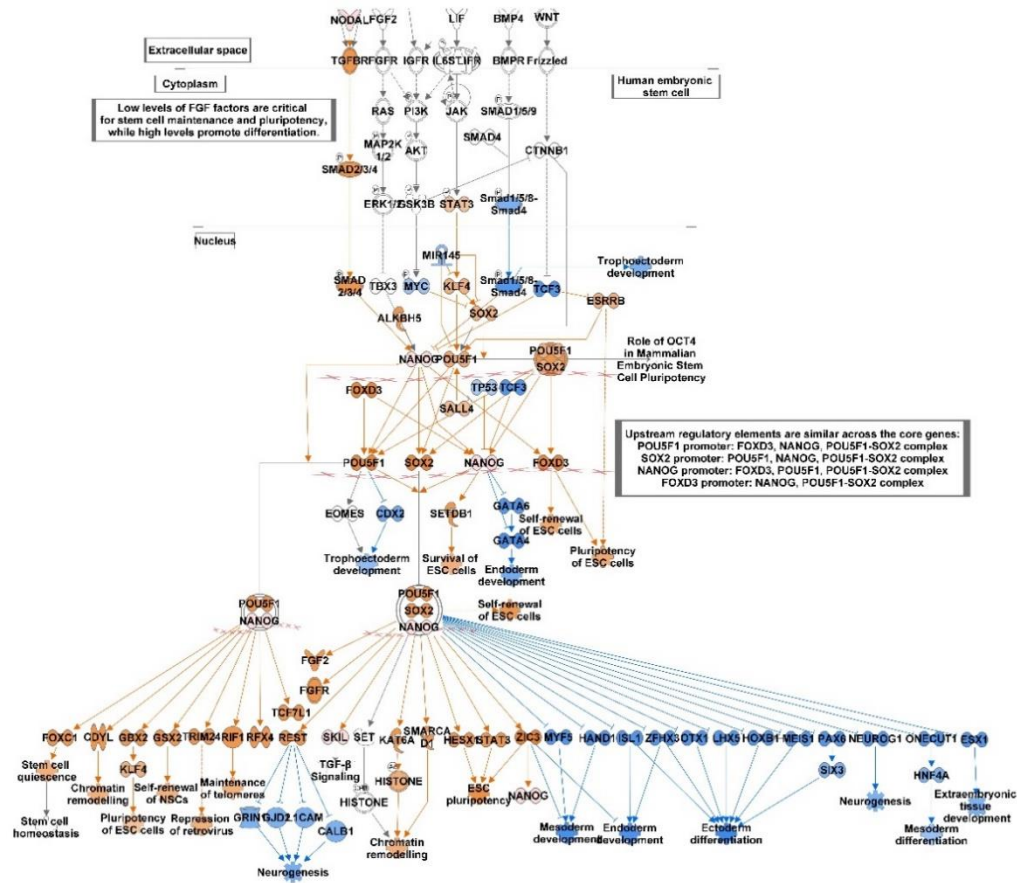 NODAL FGF2 LIF BMP4 WNT
Extracellular space
TGFBR FGFR IGFR IL6ST LIFR BMPR Frizzled
Cytoplasm
Human embryonic
stem cell
Low levels of FGF factors are critical
for stem cell maintenance and pluripotency,
while high levels promote differentiation.
RAS PI3K JAK SMAD1/5/9
SMAD4
MAP2K
1/2
AKT CTNNB1
SMAD2/3/4
ERK1/2 GSK3B STAT3 Smad1/5/8-
Smad4
Nucleus
MIR145
Trophoectoderm
development
SMAD
2/3/4
TBX3 MYC KLF4 Smad1/5/8-
Smad4
TCF3 ESRRB
SOX2
ALKBH5
NANOG POU5F1 POU5F1
SOX2
Role of OCT4
in Mammalian
Embryonic Stem
Cell Pluripotency
FOXD3 TP53 TCF3
SALL4
Upstream regulatory elements are similar across the core genes:
POU5F1 promoter: FOXD3, NANOG, POU5F1-SOX2 complex
SOX2 promoter: POU5F1, NANOG, POU5F1-SOX2 complex
NANOG promoter: FOXD3, POU5F1, POU5F1-SOX2 complex
FOXD3 promoter: NANOG, POU5F1-SOX2 complex
POU5F1 SOX2 NANOG FOXD3
EOMES CDX2 SETDB1 GATA6
Self-renewal
of ESC cells
GATA4
Trophoectoderm
development
Survival of
ESC cells
Endoderm
development
Pluripotency
of ESC cells
POU5F1
NANOG
POU5F1
SOX2
NANOG
Self-renewal
of ESC cells
FGF2
FGFR
TCF7L1
FOXC1 CDYL GBX2 GSX2 TRIM24 RIF1 RFX4 REST SKIL SET KAT6A SMARCA
D1
HESX1 STAT3 ZIC3 MYF5 HAND1 ISL1 ZFHX3 OTX1 LHX5 HOXB1 MEIS1 PAX6 NEUROG1 ONECUT1 ESX1
Stem cell
quiescence
KLF4 TGF-β
Signaling
HISTONE SIX3 HNF4A
Chromatin
remodelling
Self-renewal
of NSCs
Maintenance
of telomerex
HISTONE
ESC
pluripotency
NANOG
Neurogenesis
Extraembryonic
tissue
development
Stem cell
homeostasis
Pluripotency
of ESC cells
Repression
of retrovirus
GRIN1 GJD2 L1CAM CALB1
Chromatin
remodelling
Mesoderm
development
Endoderm
development
Ectoderm
differentiation
Mesoderm
differentiation
Neurogenesis